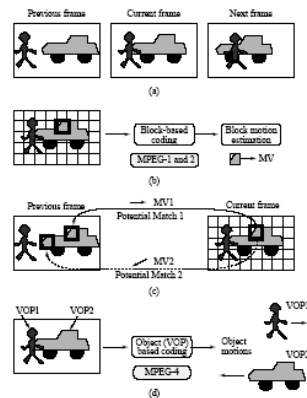 Previous frame Current frame Next frame
(a)
Block-based coding
Block motion estimation
MPEG-1 and 2
MV
(b)
Previous frame MV1 Current frame
Potential Match 1
MV2
Potential Match 2
(c)
VOP1 VOP2 VOP1
Object (VOP) based coding
Object motions
VOP2
MPEG-4
(d)